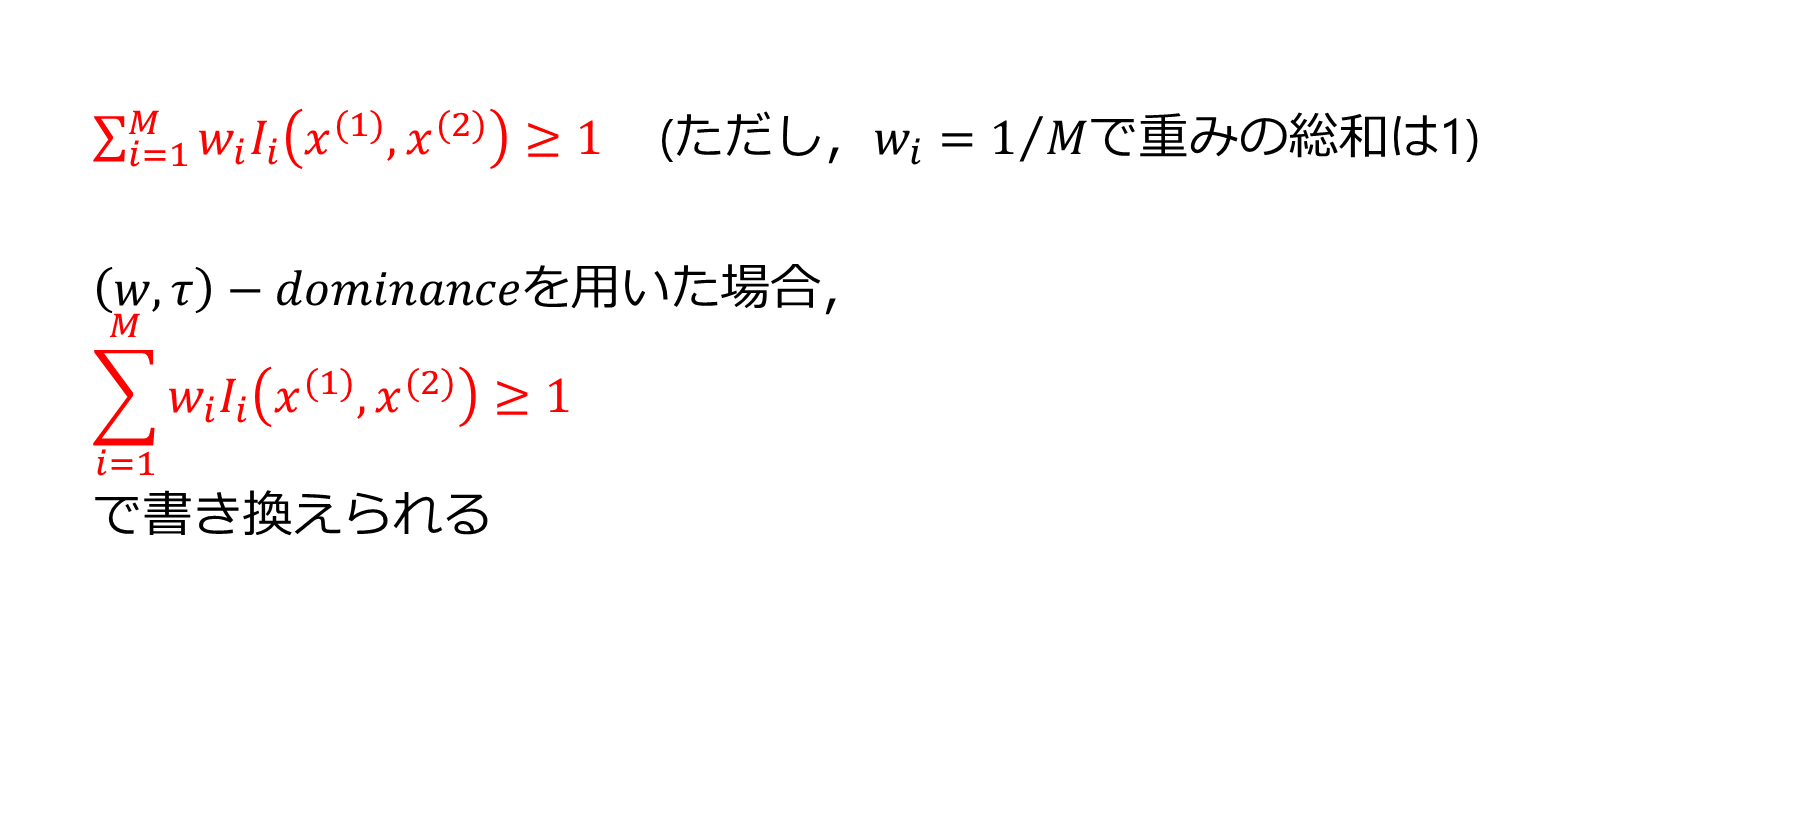 ∑_{i=1}^{M} w_i I_i(x^{(1)}, x^{(2)}) ≥ 1 (ただし，w_i = 1/Mで重みの総和は1)
(w, τ) − dominanceを用いた場合，
∑_{i=1}^{M} w_i I_i(x^{(1)}, x^{(2)}) ≥ 1
で書き換えられる